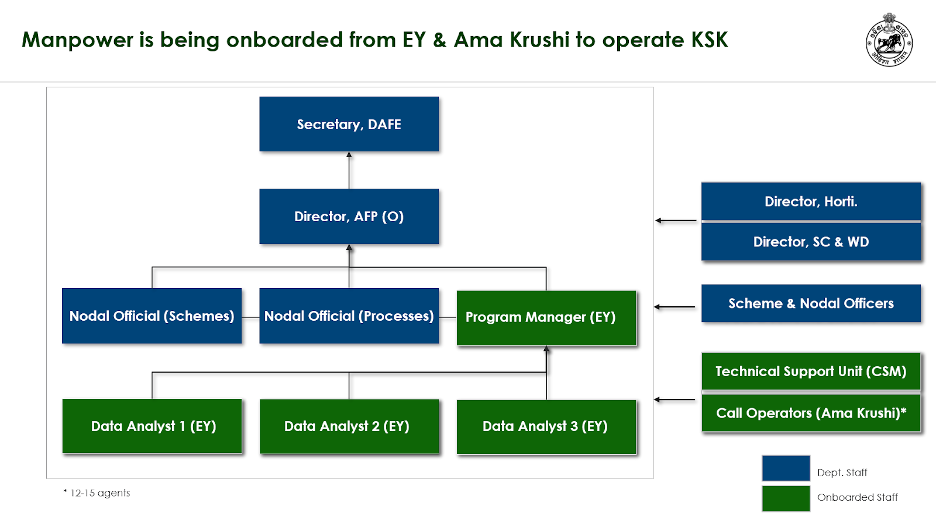 Manpower is being onboarded from EY & Ama Krushi to operate KSK
Secretary, DAFE
Director, AFP (O)
Director, Horti.
Director, SC & WD
Nodal Official (Schemes)
Nodal Official (Processes)
Program Manager (EY)
Scheme & Nodal Officers
Technical Support Unit (CSM)
Call Operators (Ama Krushi)*
Data Analyst 1 (EY)
Data Analyst 2 (EY)
Data Analyst 3 (EY)
* 12-15 agents
Dept. Staff
Onboarded Staff